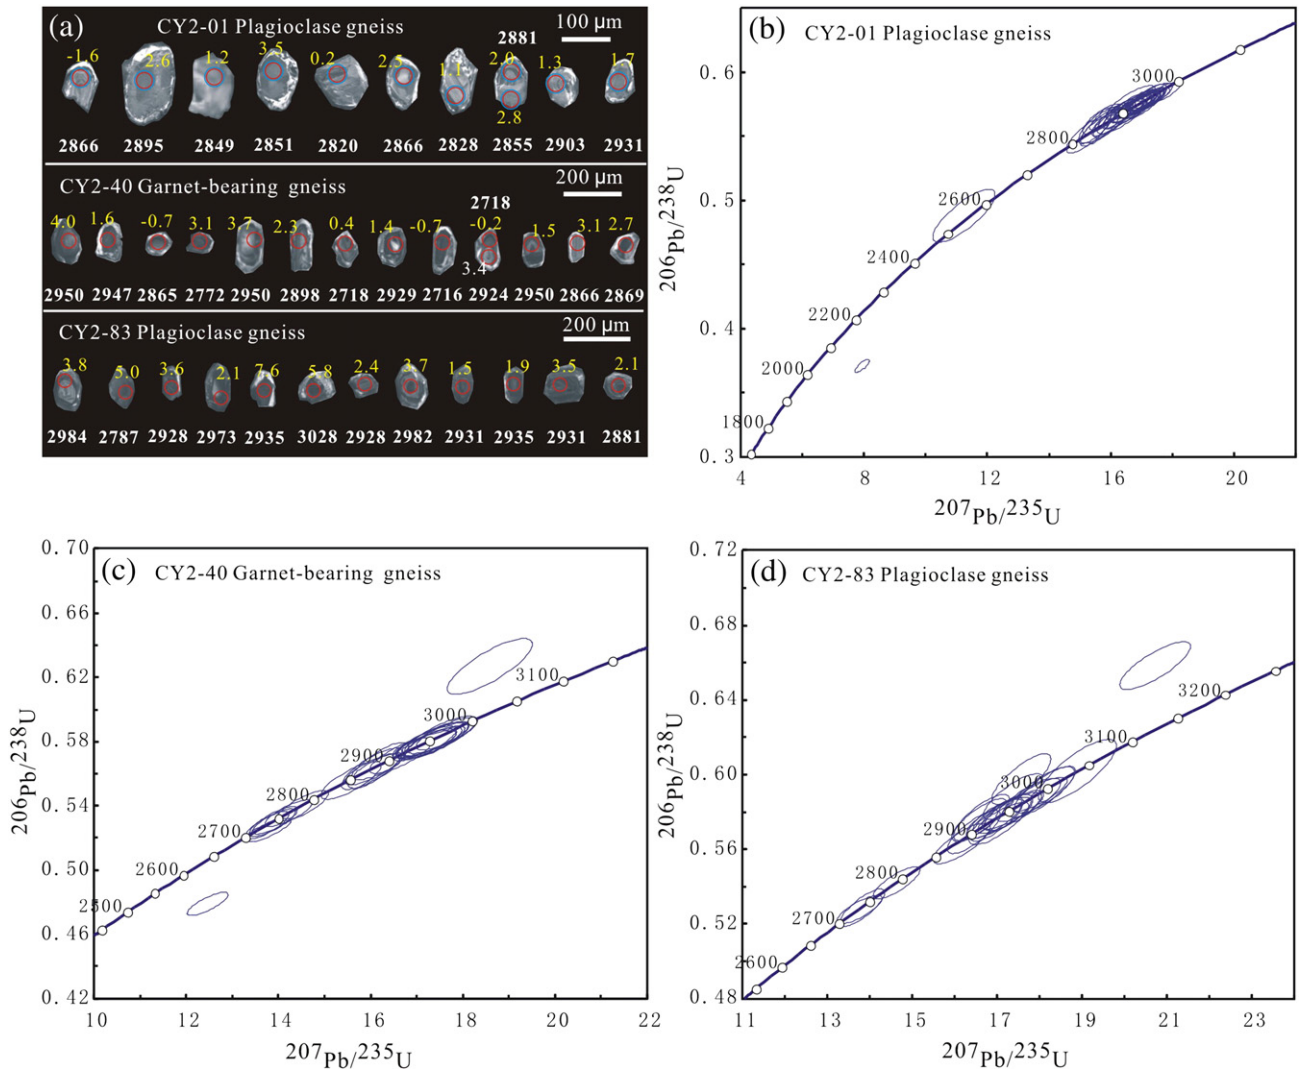 (a)
CY2-01 Plagioclase gneiss
100 μm
2881
-1.6 2.6 1.2 3.5 0.2 2.5 1.1 2.0 1.3 1.7
2.8
2866 2895 2849 2851 2820 2866 2828 2855 2903 2931
CY2-40 Garnet-bearing gneiss
200 μm
2718
4.0 1.6 -0.7 3.1 3.7 2.3 0.4 1.4 -0.7 -0.2 1.5 3.1 2.7
3.4
2950 2947 2865 2772 2950 2898 2718 2929 2716 2924 2950 2866 2869
CY2-83 Plagioclase gneiss
200 μm
3.8 5.0 3.6 2.1 7.6 5.8 2.4 3.7 1.5 1.9 3.5 2.1
2984 2787 2928 2973 2935 3028 2928 2982 2931 2935 2931 2881
(b)
CY2-01 Plagioclase gneiss
0.6
0.5
0.4
0.3
206Pb/238U
3000
2800
2600
2400
2200
2000
1800
4 8 12 16 20
207Pb/235U
(c)
CY2-40 Garnet-bearing gneiss
0.70
0.66
0.62
0.58
0.54
0.50
0.46
0.42
206Pb/238U
3100
3000
2900
2800
2700
2600
2500
10 12 14 16 18 20 22
207Pb/235U
(d)
CY2-83 Plagioclase gneiss
0.72
0.68
0.64
0.60
0.56
0.52
0.48
206Pb/238U
3200
3100
3000
2900
2800
2700
2600
11 13 15 17 19 21 23
207Pb/235U